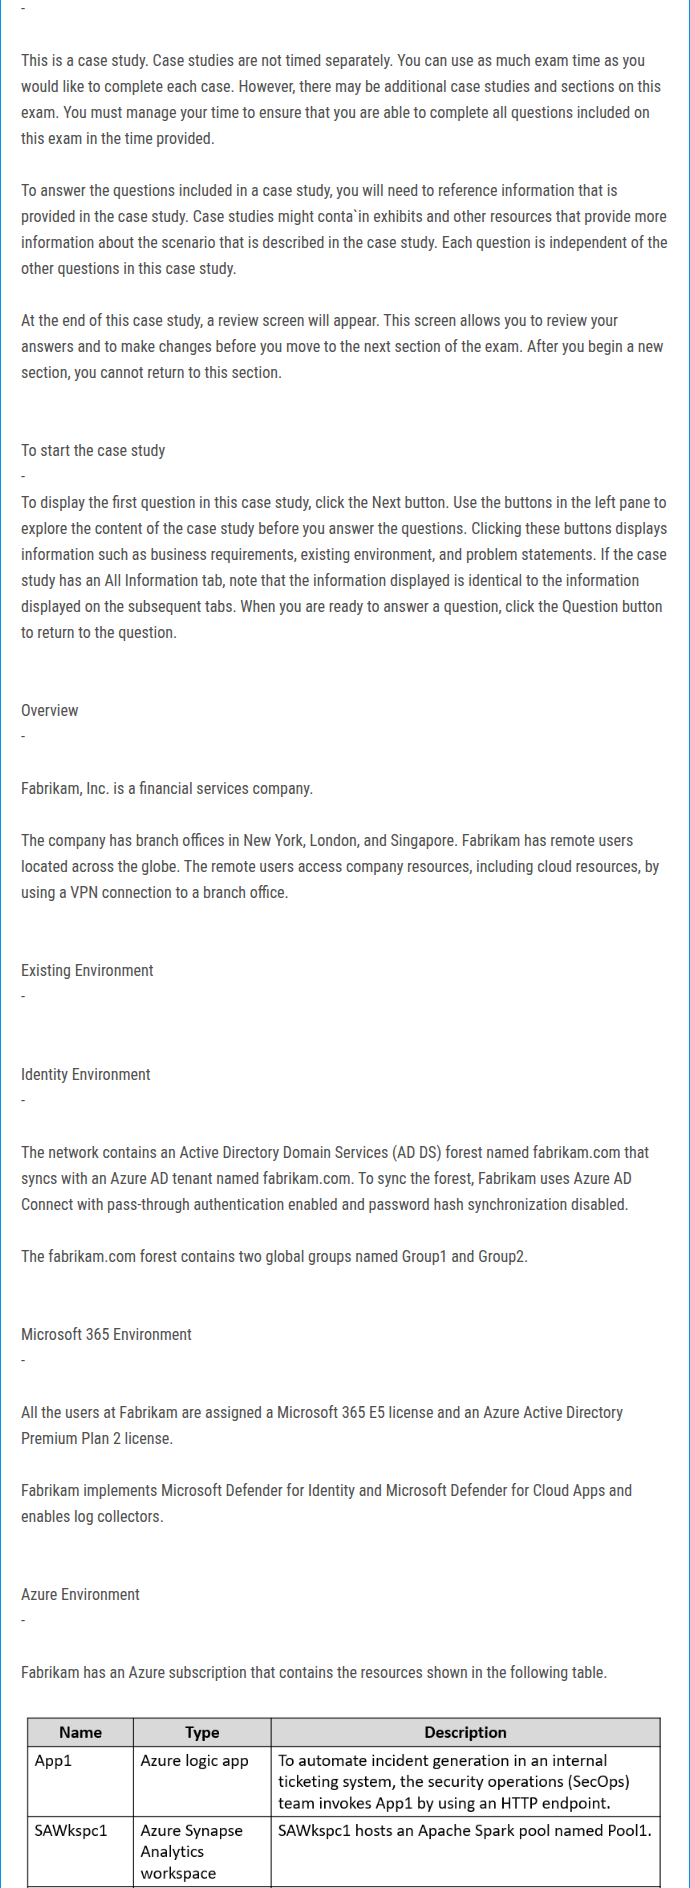 -
This is a case study. Case studies are not timed separately. You can use as much exam time as you
would like to complete each case. However, there may be additional case studies and sections on this
exam. You must manage your time to ensure that you are able to complete all questions included on
this exam in the time provided.
To answer the questions included in a case study, you will need to reference information that is
provided in the case study. Case studies might conta`in exhibits and other resources that provide more
information about the scenario that is described in the case study. Each question is independent of the
other questions in this case study.
At the end of this case study, a review screen will appear. This screen allows you to review your
answers and to make changes before you move to the next section of the exam. After you begin a new
section, you cannot return to this section.
To start the case study
-
To display the first question in this case study, click the Next button. Use the buttons in the left pane to
explore the content of the case study before you answer the questions. Clicking these buttons displays
information such as business requirements, existing environment, and problem statements. If the case
study has an All Information tab, note that the information displayed is identical to the information
displayed on the subsequent tabs. When you are ready to answer a question, click the Question button
to return to the question.
Overview
-
Fabrikam, Inc. is a financial services company.
The company has branch offices in New York, London, and Singapore. Fabrikam has remote users
located across the globe. The remote users access company resources, including cloud resources, by
using a VPN connection to a branch office.
Existing Environment
-
Identity Environment
-
The network contains an Active Directory Domain Services (AD DS) forest named fabrikam.com that
syncs with an Azure AD tenant named fabrikam.com. To sync the forest, Fabrikam uses Azure AD
Connect with pass-through authentication enabled and password hash synchronization disabled.
The fabrikam.com forest contains two global groups named Group1 and Group2.
Microsoft 365 Environment
-
All the users at Fabrikam are assigned a Microsoft 365 E5 license and an Azure Active Directory
Premium Plan 2 license.
Fabrikam implements Microsoft Defender for Identity and Microsoft Defender for Cloud Apps and
enables log collectors.
Azure Environment
-
Fabrikam has an Azure subscription that contains the resources shown in the following table.
Name Type Description
App1 Azure logic app To automate incident generation in an internal
ticketing system, the security operations (SecOps)
team invokes App1 by using an HTTP endpoint.
SAWkspc1 Azure Synapse SAWkspc1 hosts an Apache Spark pool named Pool1.
Analytics
workspace